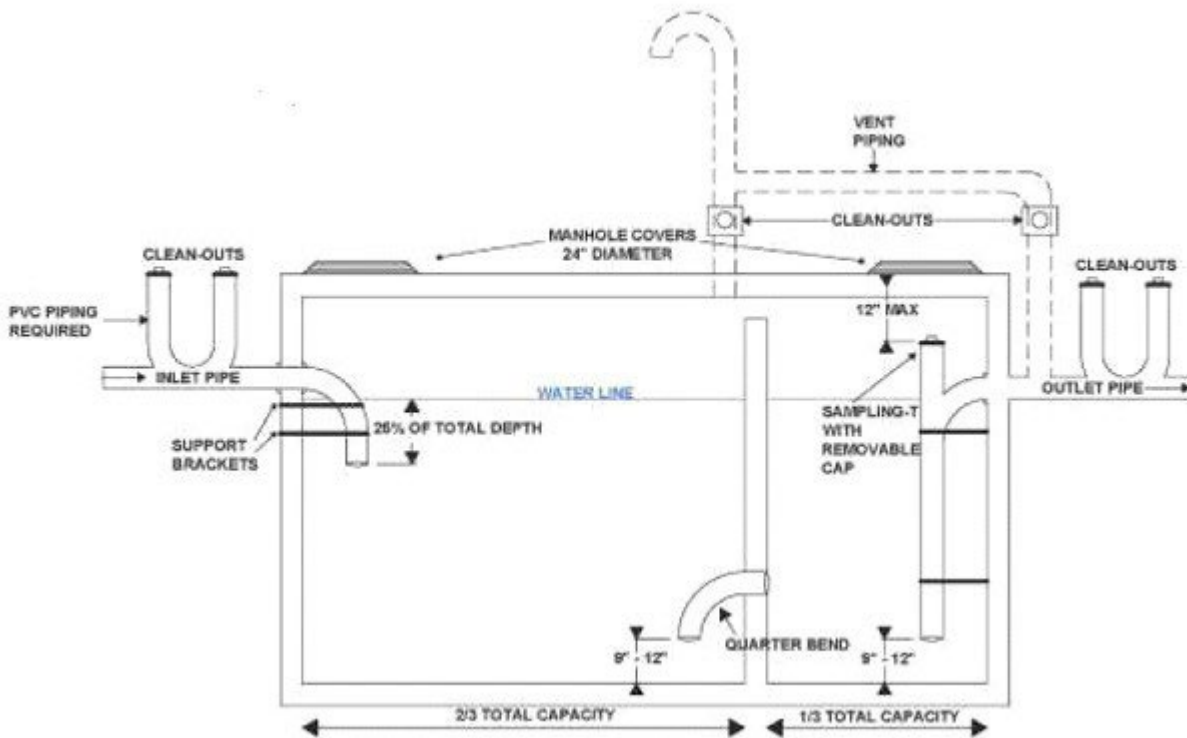 VENT
PIPING
CLEAN-OUTS
MANHOLE COVERS
24" DIAMETER
CLEAN-OUTS
CLEAN-OUTS
PVC PIPING
REQUIRED
12" MAX
INLET PIPE
OUTLET PIPE
WATER LINE
25% OF TOTAL DEPTH
SAMPLING-T
WITH
REMOVABLE
CAP
SUPPORT
BRACKETS
QUARTER BEND
9" - 12"
9" - 12"
2/3 TOTAL CAPACITY
1/3 TOTAL CAPACITY